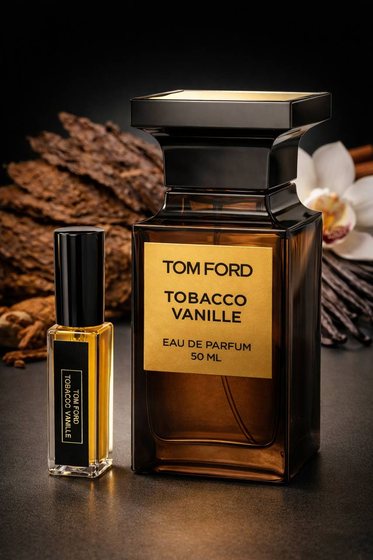 TOM FORD
TOBACCO
VANILLE
EAU DE PARFUM
50 ML
TOM FORD
TOBACCO VANILLE